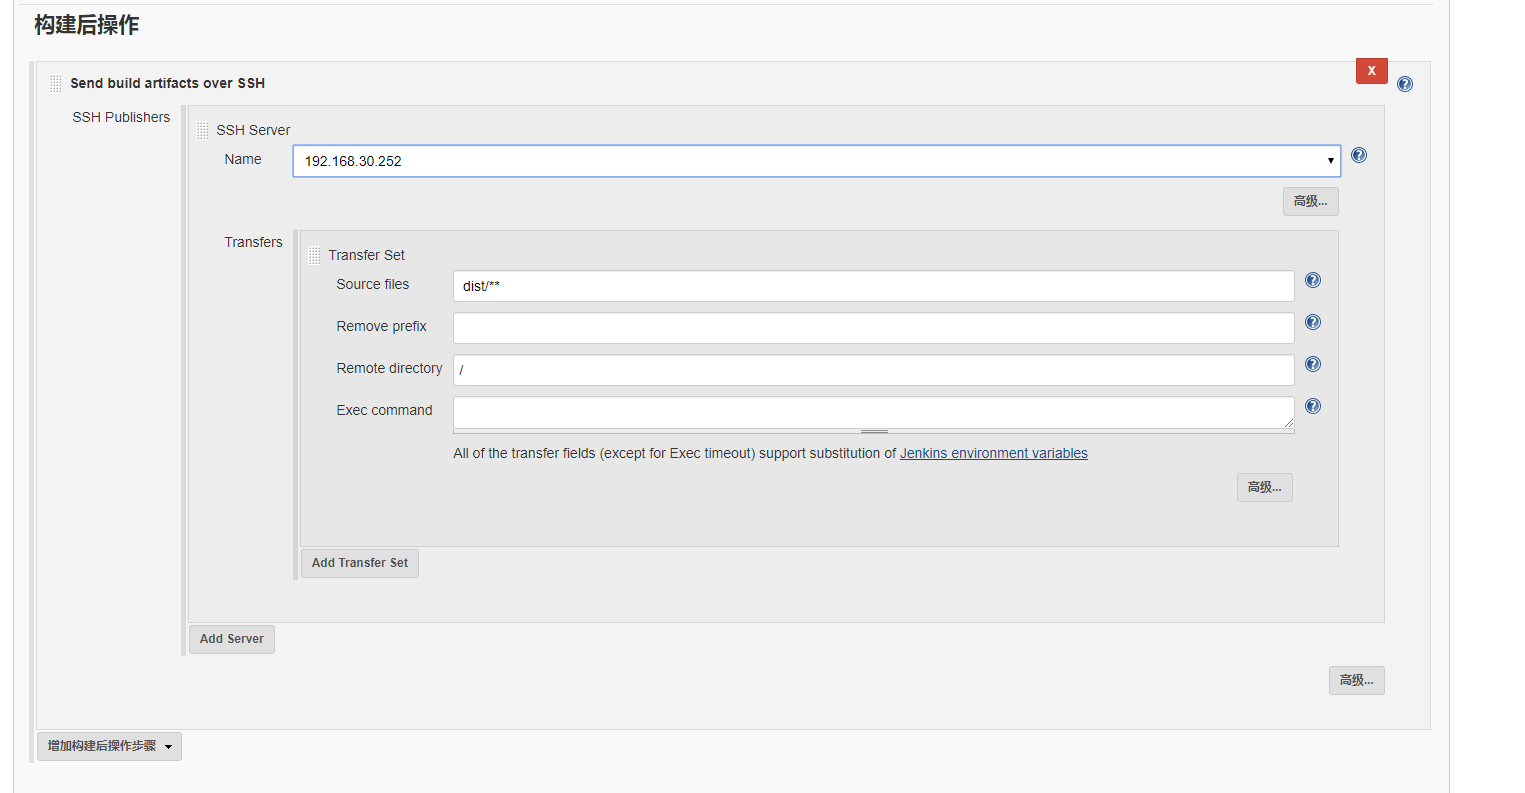 构建后操作
Send build artifacts over SSH
X
SSH Publishers
SSH Server
Name
192.168.30.252
高级...
Transfers
Transfer Set
Source files
dist/**
Remove prefix
Remote directory
/
Exec command
All of the transfer fields (except for Exec timeout) support substitution of Jenkins environment variables
高级...
Add Transfer Set
Add Server
高级...
增加构建后操作步骤